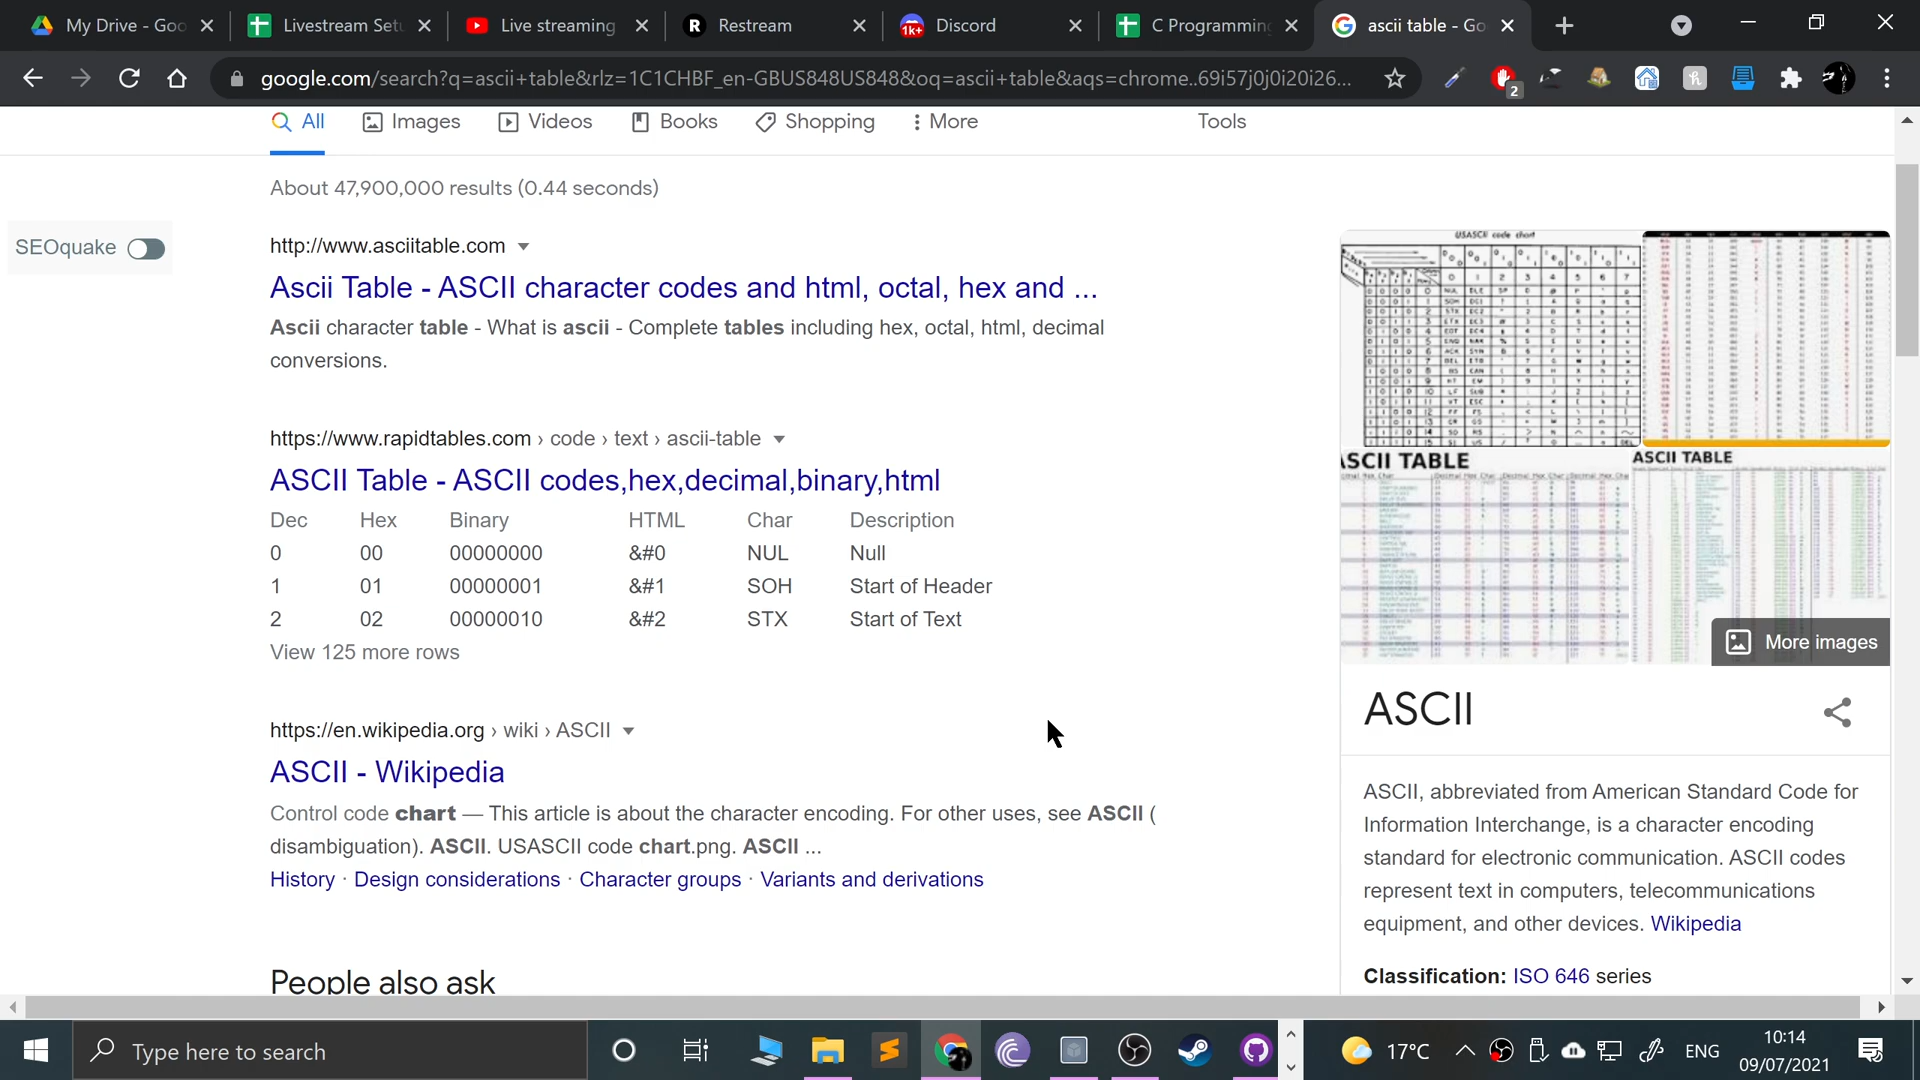 My Drive - Goo
Livestream Setu
Live streaming
Restream
1k+
Discord
C Programming
ascii table - Go
google.com/search?q=ascii+table&rlz=1C1CHBF_en-GBUS848US848&oq=ascii+table&aqs=chrome..69i57j0j0i20i26...
2
All
Images
Videos
Books
Shopping
More
Tools
About 47,900,000 results (0.44 seconds)
SEOquake
http://www.asciitable.com
Ascii Table - ASCII character codes and html, octal, hex and ...
Ascii character table - What is ascii - Complete tables including hex, octal, html, decimal
conversions.
https://www.rapidtables.com › code › text › ascii-table
ASCII Table - ASCII codes,hex,decimal,binary,html
Dec Hex Binary HTML Char Description
0 00 00000000 &#0 NUL Null
1 01 00000001 &#1 SOH Start of Header
2 02 00000010 &#2 STX Start of Text
View 125 more rows
https://en.wikipedia.org › wiki › ASCII
ASCII - Wikipedia
Control code chart — This article is about the character encoding. For other uses, see ASCII (
disambiguation). ASCII. USASCII code chart.png. ASCII ...
History · Design considerations · Character groups · Variants and derivations
People also ask
USASCII code chart
ASCII TABLE
ASCII TABLE
More images
ASCII
ASCII, abbreviated from American Standard Code for
Information Interchange, is a character encoding
standard for electronic communication. ASCII codes
represent text in computers, telecommunications
equipment, and other devices. Wikipedia
Classification: ISO 646 series
Type here to search
17°C
ENG
10:14
09/07/2021